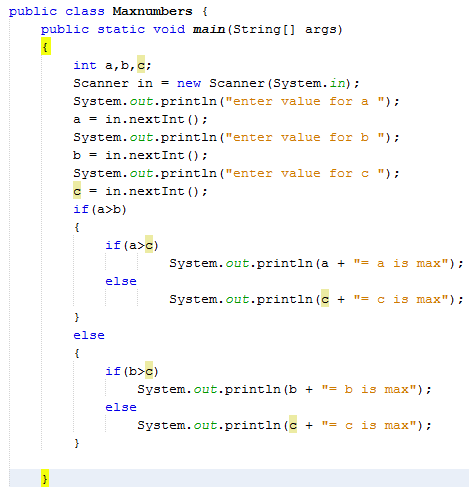 public class Maxnumbers {
public static void main(String[] args)
{
int a,b,c;
Scanner in = new Scanner(System.in);
System.out.println("enter value for a ");
a = in.nextInt();
System.out.println("enter value for b ");
b = in.nextInt();
System.out.println("enter value for c ");
c = in.nextInt();
if(a>b)
{
if(a>c)
System.out.println(a + "= a is max");
else
System.out.println(c + "= c is max");
}
else
{
if(b>c)
System.out.println(b + "= b is max");
else
System.out.println(c + "= c is max");
}
}